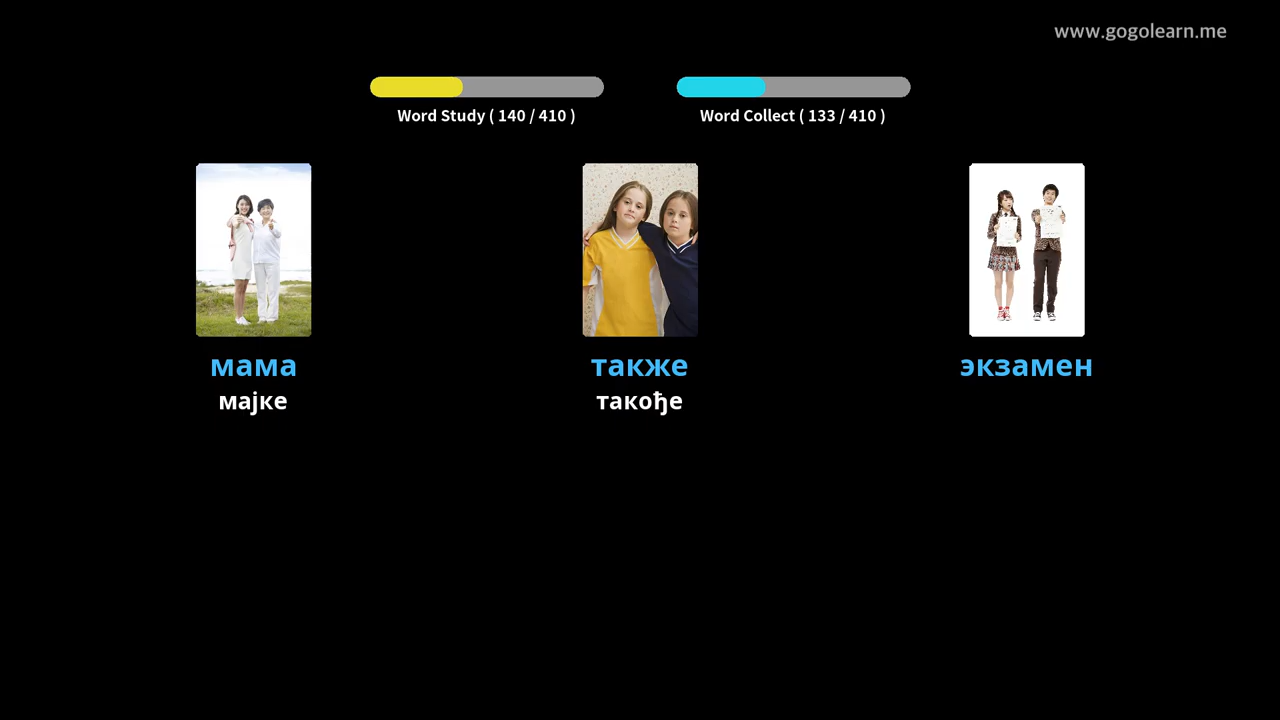 www.gogolearn.me
Word Study ( 140 / 410 )
Word Collect ( 133 / 410 )
мама
также
экзамен
мајке
такође